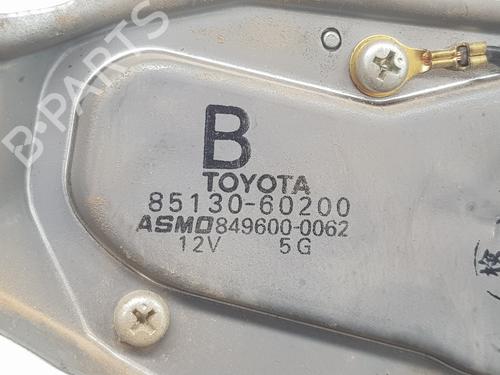 B-PARTS
B
TOYOTA
85130-60200
ASMO 849600-0062
12V 5G